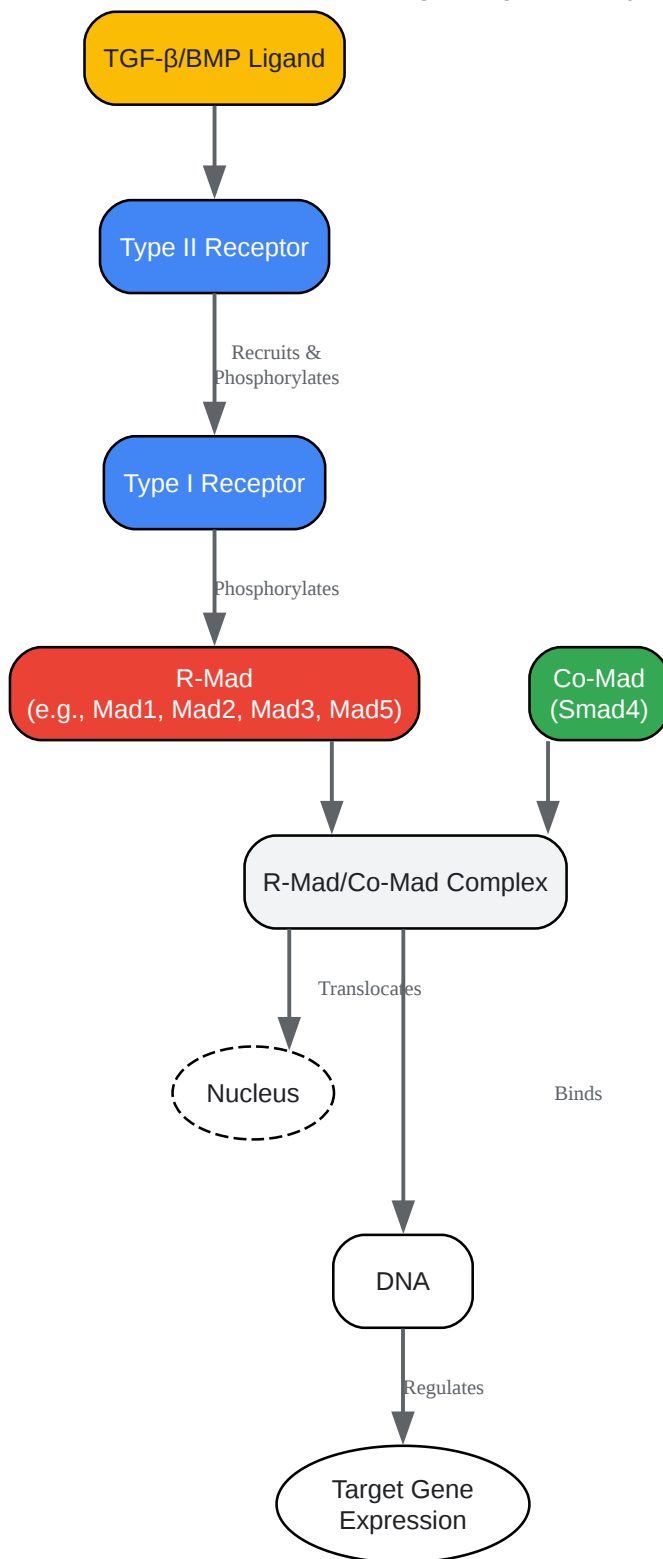 TGF-β/BMP Ligand
Type II Receptor
Recruits &
Phosphorylates
Type I Receptor
Phosphorylates
R-Mad
(e.g., Mad1, Mad2, Mad3, Mad5)
Co-Mad
(Smad4)
R-Mad/Co-Mad Complex
Translocates
Nucleus
Binds
DNA
Regulates
Target Gene
Expression